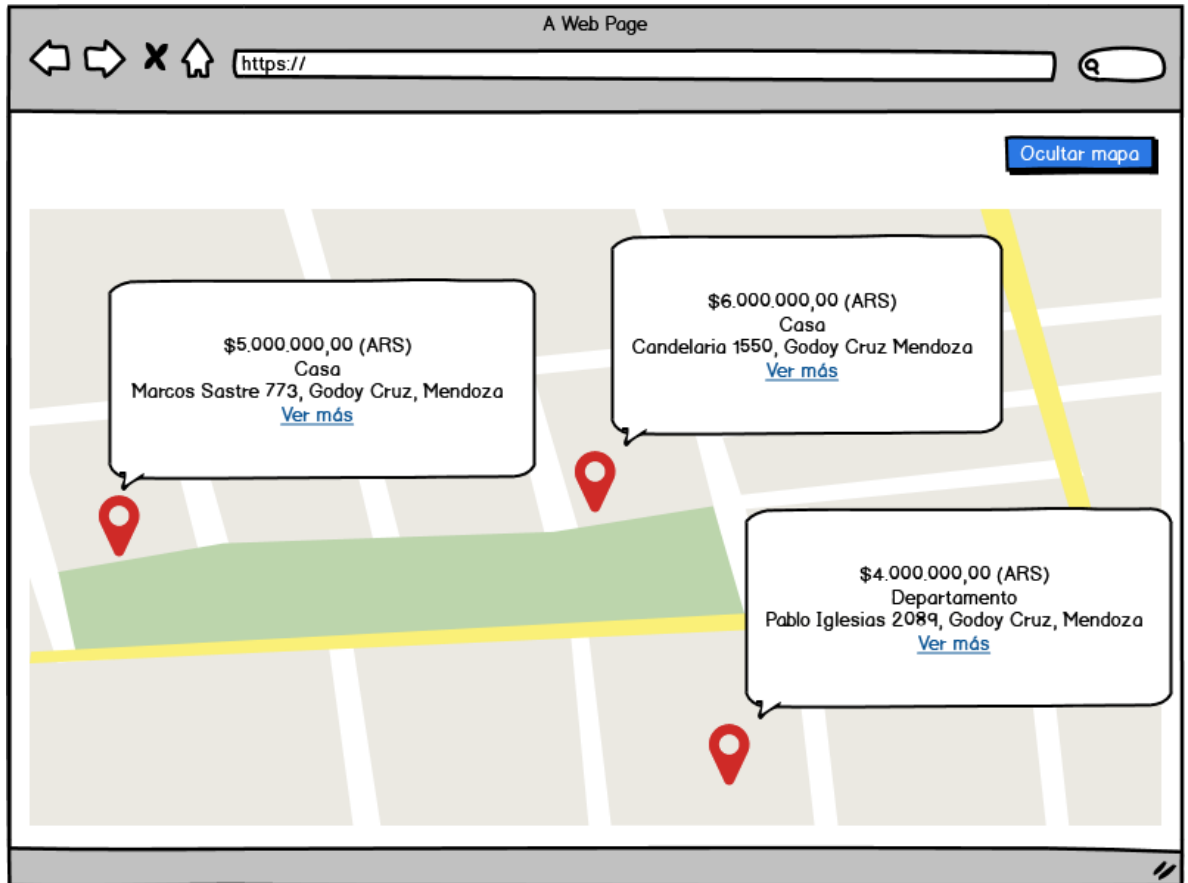 A Web Page
https://
Ocultar mapa
$5.000.000,00 (ARS)
Casa
Marcos Sastre 773, Godoy Cruz, Mendoza
Ver más
$6.000.000,00 (ARS)
Casa
Candelaria 1550, Godoy Cruz Mendoza
Ver más
$4.000.000,00 (ARS)
Departamento
Pablo Iglesias 2089, Godoy Cruz, Mendoza
Ver más